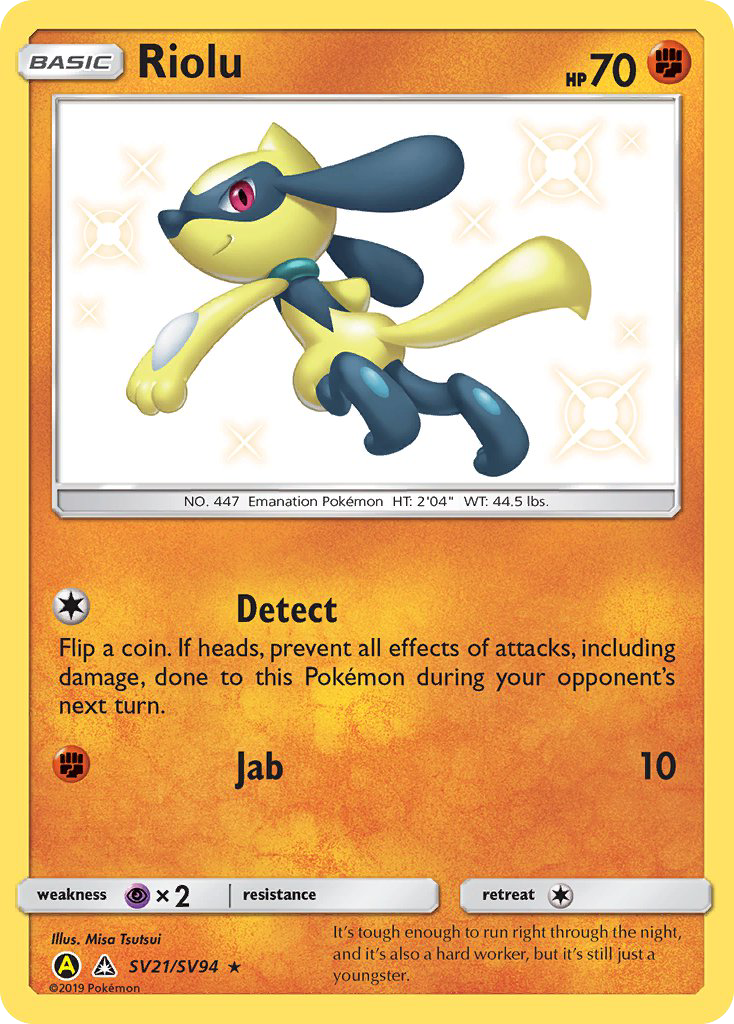 BASIC Riolu HP 70
NO. 447 Emanation Pokémon HT: 2'04" WT: 44.5 lbs.
Detect
Flip a coin. If heads, prevent all effects of attacks, including
damage, done to this Pokémon during your opponent's
next turn.
Jab 10
weakness ×2 resistance retreat
Illus. Misa Tsutsui
It's tough enough to run right through the night,
and it's also a hard worker, but it's still just a
youngster.
A SV21/SV94 ★
©2019 Pokémon